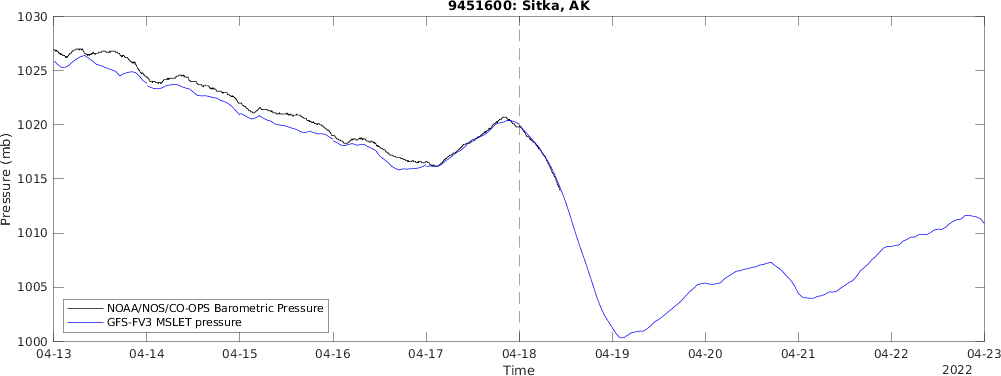 9451600: Sitka, AK
1030
1025
1020
1015
1010
1005
1000
Pressure (mb)
NOAA/NOS/CO-OPS Barometric Pressure
GFS-FV3 MSLET pressure
04-13 04-14 04-15 04-16 04-17 04-18 04-19 04-20 04-21 04-22 04-23
Time
2022